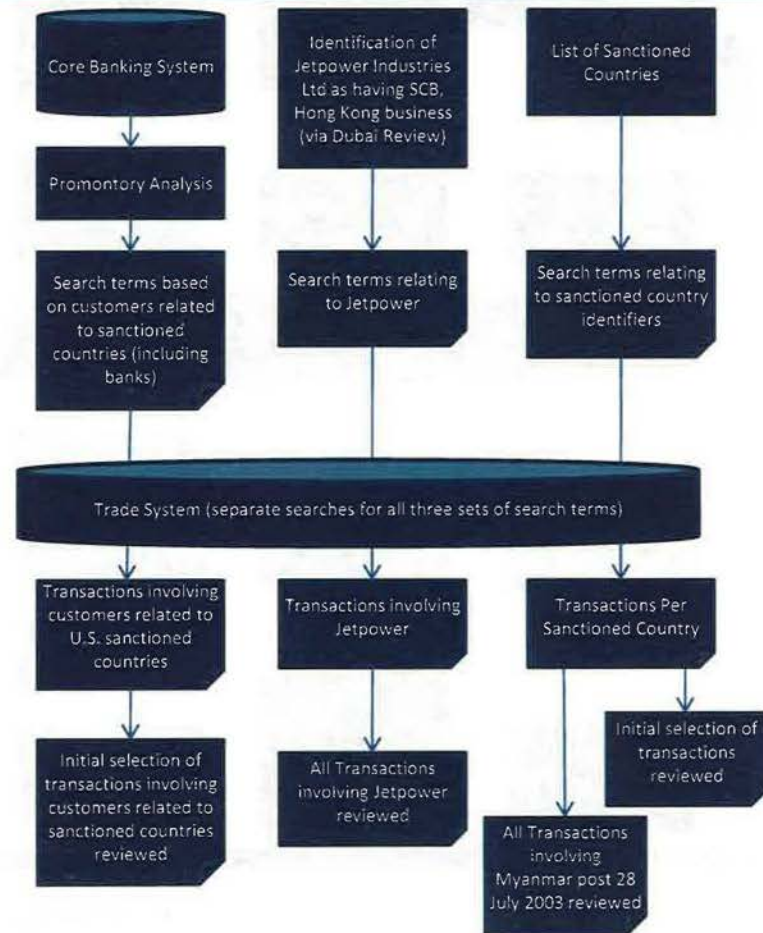 Core Banking System
Identification of
Jetpower Industries
Ltd as having SCB,
Hong Kong business
(via Dubai Review)
List of Sanctioned
Countries
Promontory Analysis
Search terms based
on customers related
to sanctioned
countries (including
banks)
Search terms relating
to Jetpower
Search terms relating
to sanctioned country
identifiers
Trade System (separate searches for all three sets of search terms)
Transactions involving
customers related to
U.S. sanctioned
countries
Transactions involving
Jetpower
Transactions Per
Sanctioned Country
Initial selection of
transactions involving
customers related to
sanctioned countries
reviewed
All Transactions
involving Jetpower
reviewed
Initial selection of
transactions
reviewed
All Transactions
involving
Myanmar post 28
July 2003 reviewed